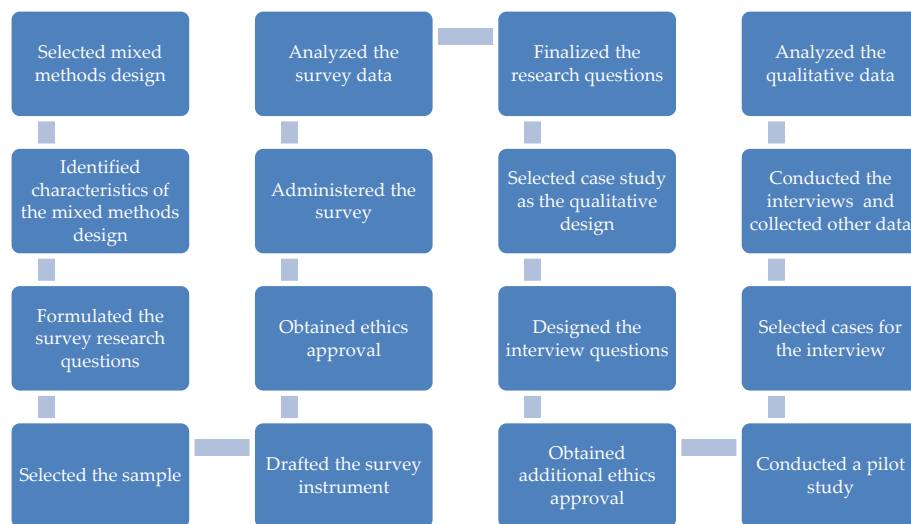 Selected mixed
methods design
Identified
characteristics of
the mixed methods
design
Formulated the
survey research
questions
Selected the sample
Drafted the survey
instrument
Obtained ethics
approval
Administered the
survey
Analyzed the
survey data
Finalized the
research questions
Selected case study
as the qualitative
design
Designed the
interview questions
Obtained
additional ethics
approval
Conducted a pilot
study
Selected cases for
the interview
Conducted the
interviews and
collected other data
Analyzed the
qualitative data